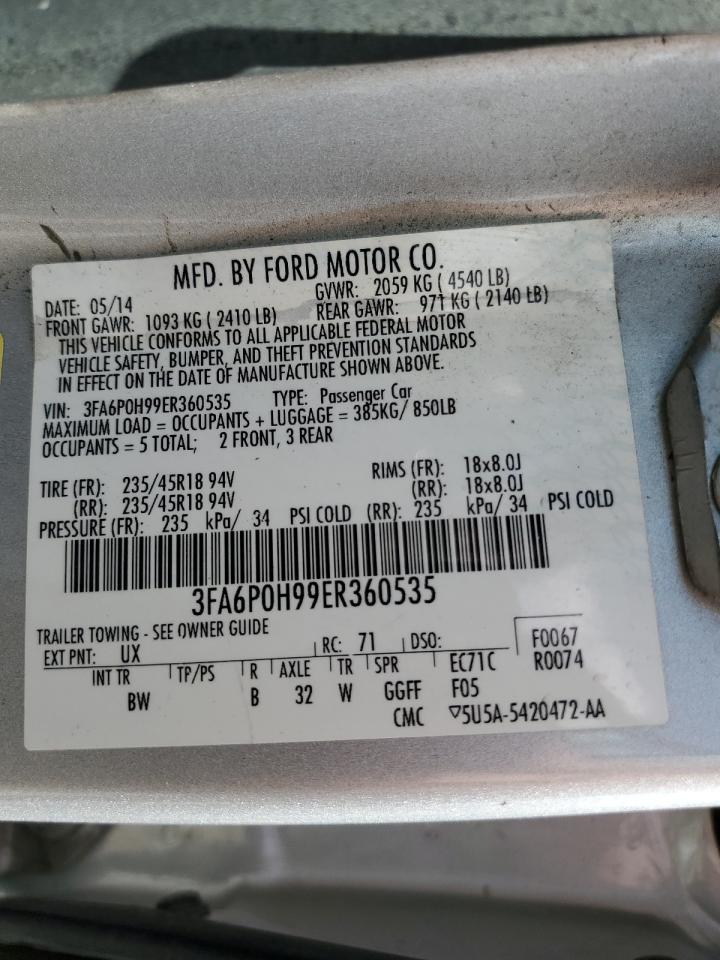 MFD. BY FORD MOTOR CO.
DATE: 05/14 GVWR: 2059 KG ( 4540 LB)
FRONT GAWR: 1093 KG ( 2410 LB) REAR GAWR: 971 KG ( 2140 LB)
THIS VEHICLE CONFORMS TO ALL APPLICABLE FEDERAL MOTOR
VEHICLE SAFETY, BUMPER, AND THEFT PREVENTION STANDARDS
IN EFFECT ON THE DATE OF MANUFACTURE SHOWN ABOVE.
VIN: 3FA6P0H99ER360535 TYPE: Passenger Car
MAXIMUM LOAD = OCCUPANTS + LUGGAGE = 385KG/ 850LB
OCCUPANTS = 5 TOTAL; 2 FRONT, 3 REAR
TIRE (FR): 235/45R18 94V RIMS (FR): 18x8.0J
(RR): 235/45R18 94V (RR): 18x8.0J
PRESSURE (FR): 235 kPa/ 34 PSI COLD (RR): 235 kPa/ 34 PSI COLD
3FA6P0H99ER360535
TRAILER TOWING - SEE OWNER GUIDE
EXT PNT: UX RC: 71 DSO: F0067
INT TR TP/PS R AXLE TR SPR EC71C R0074
BW B 32 W GGFF F05
CMC ▽5U5A-5420472-AA